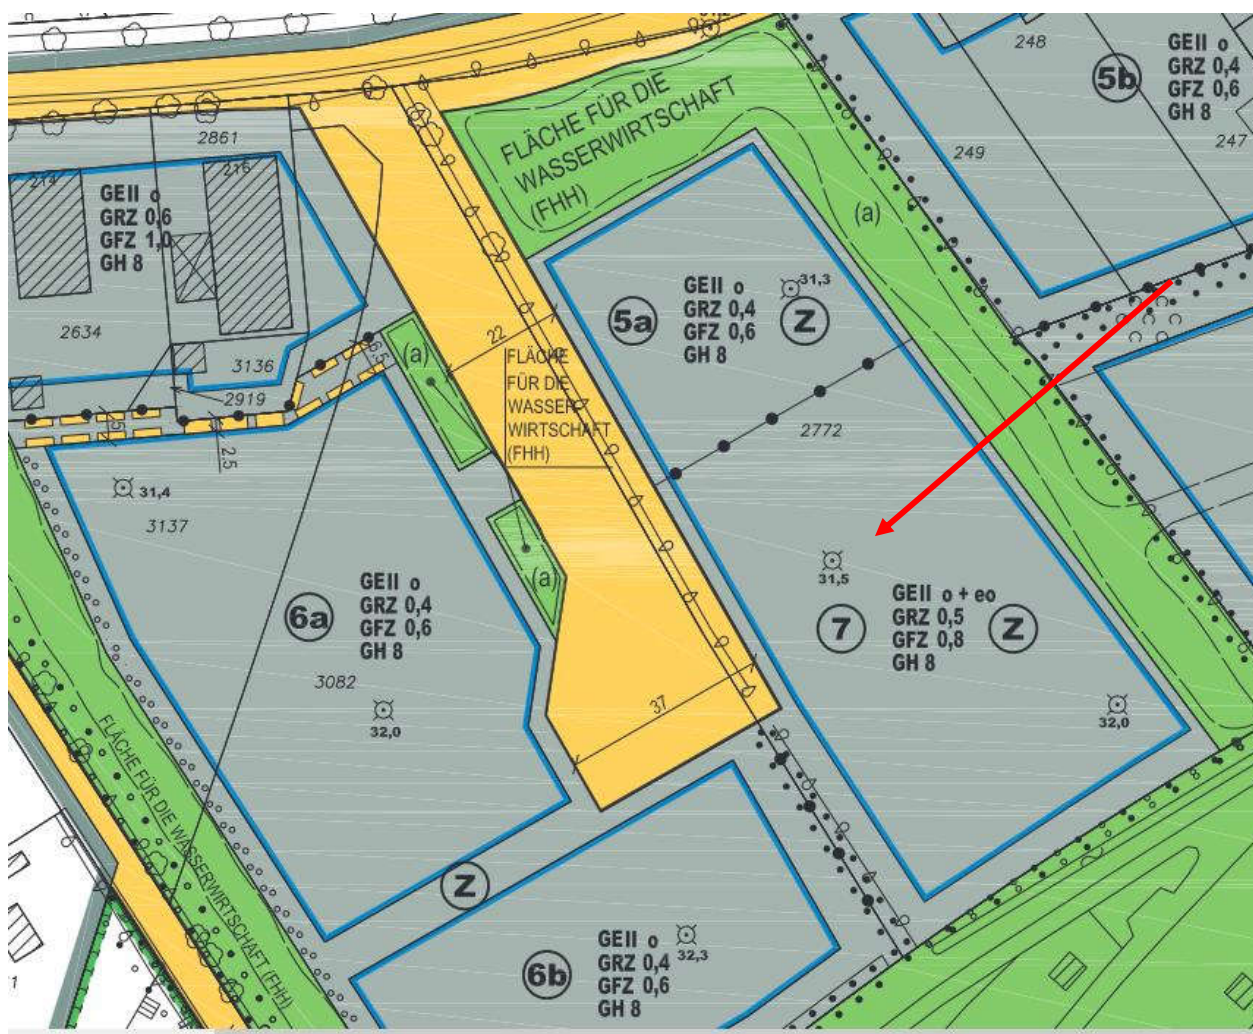 248
5b
GEII o
GRZ 0,4
GFZ 0,6
GH 8
247
249
FLÄCHE FÜR DIE
WASSERWIRTSCHAFT
(FHH)
(a)
2861
216
214
GEII o
GRZ 0,6
GFZ 1,0
GH 8
2634
3136
2919
6,5
5
2,5
(a)
22
FLÄCHE
FÜR DIE
WASSER-
WIRTSCHAFT
(FHH)
(a)
5a
GEII o
GRZ 0,4
GFZ 0,6
GH 8
31,3
Z
2772
31,4
3137
6a
GEII o
GRZ 0,4
GFZ 0,6
GH 8
3082
32,0
31,5
7
GEII o + eo
GRZ 0,5
GFZ 0,8
GH 8
Z
32,0
37
FLÄCHE FÜR DIE WASSERWIRTSCHAFT (FHH)
Z
6b
GEII o
GRZ 0,4
GFZ 0,6
GH 8
32,3
1